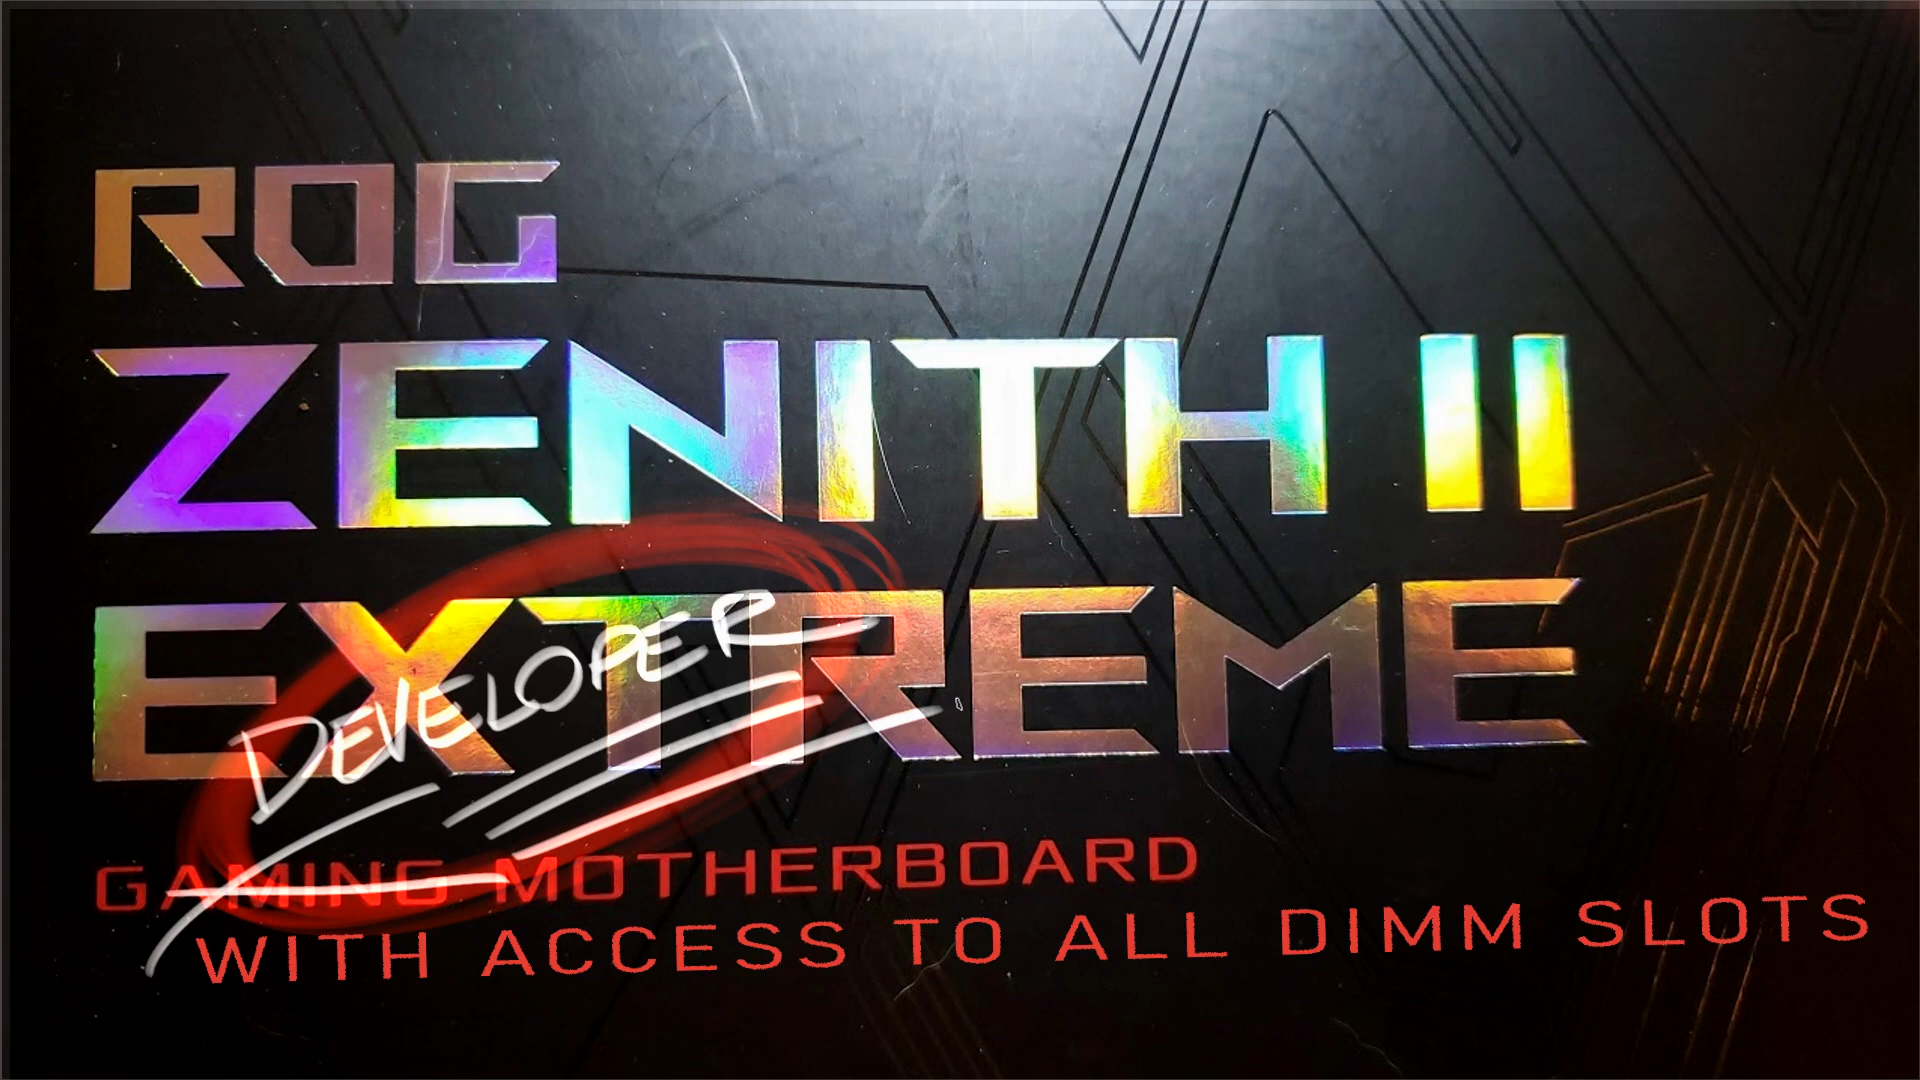 ROG
ZENITH II
EXTREME
DEVELOPER
GAMING MOTHERBOARD
WITH ACCESS TO ALL DIMM SLOTS